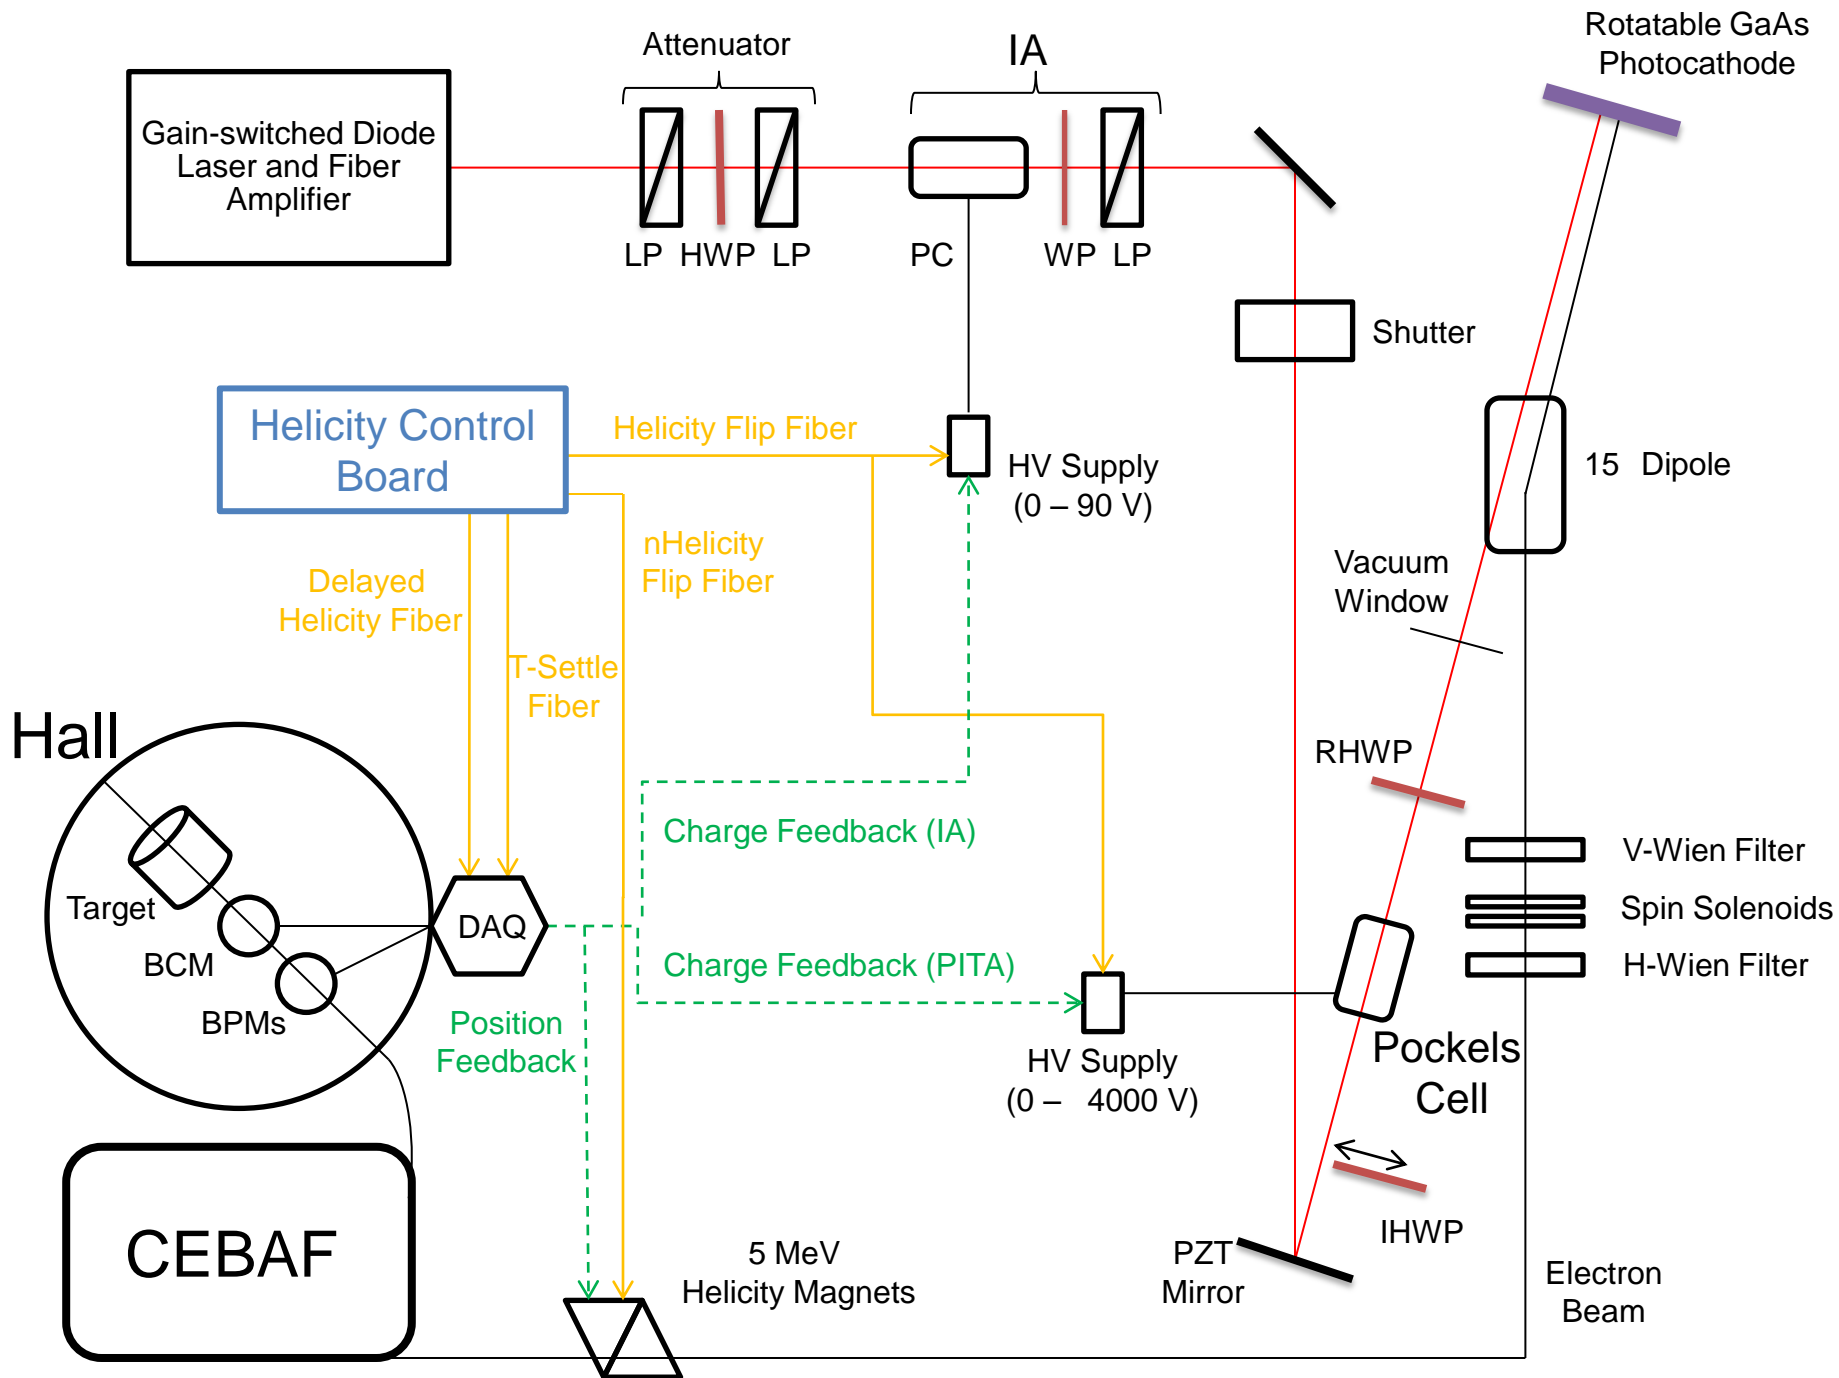 Rotatable GaAs
Photocathode
Attenuator
IA
Gain-switched Diode
Laser and Fiber
Amplifier
LP HWP LP
PC
WP LP
Shutter
Helicity Control
Board
Helicity Flip Fiber
HV Supply
(0 – 90 V)
15 Dipole
nHelicity
Flip Fiber
Delayed
Helicity Fiber
Vacuum
Window
T-Settle
Fiber
Hall
RHWP
Charge Feedback (IA)
V-Wien Filter
Target
DAQ
Spin Solenoids
BCM
Charge Feedback (PITA)
H-Wien Filter
BPMs
Position
Feedback
HV Supply
(0 – 4000 V)
Pockels
Cell
CEBAF
IHWP
5 MeV
Helicity Magnets
PZT
Mirror
Electron
Beam